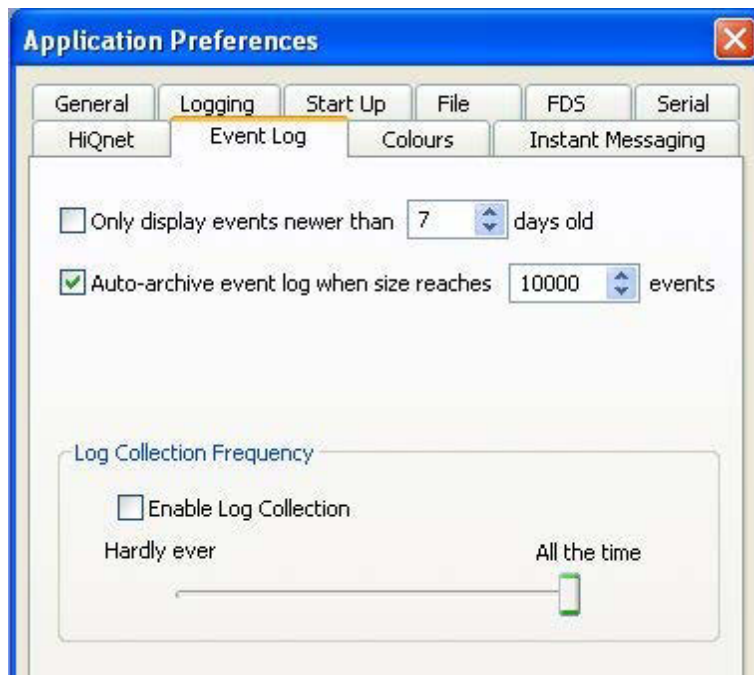 Application Preferences
General Logging Start Up File FDS Serial
HiQnet Event Log Colours Instant Messaging
Only display events newer than 7 days old
Auto-archive event log when size reaches 10000 events
Log Collection Frequency
Enable Log Collection
Hardly ever All the time